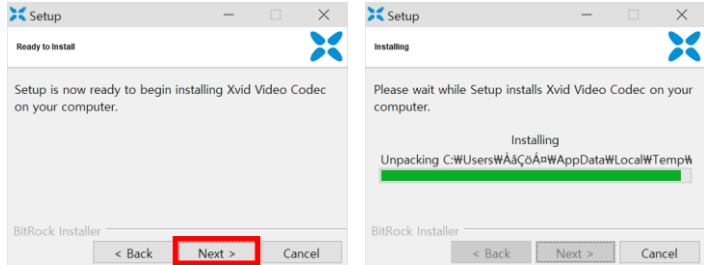 Setup
Ready to Install
Setup is now ready to begin installing Xvid Video Codec
on your computer.
BitRock Installer
< Back
Next >
Cancel
Setup
Installing
Please wait while Setup installs Xvid Video Codec on your
computer.
Installing
Unpacking C:₩Users₩ÀåÇöÁ¤₩AppData₩Local₩Temp₩
BitRock Installer
< Back
Next >
Cancel